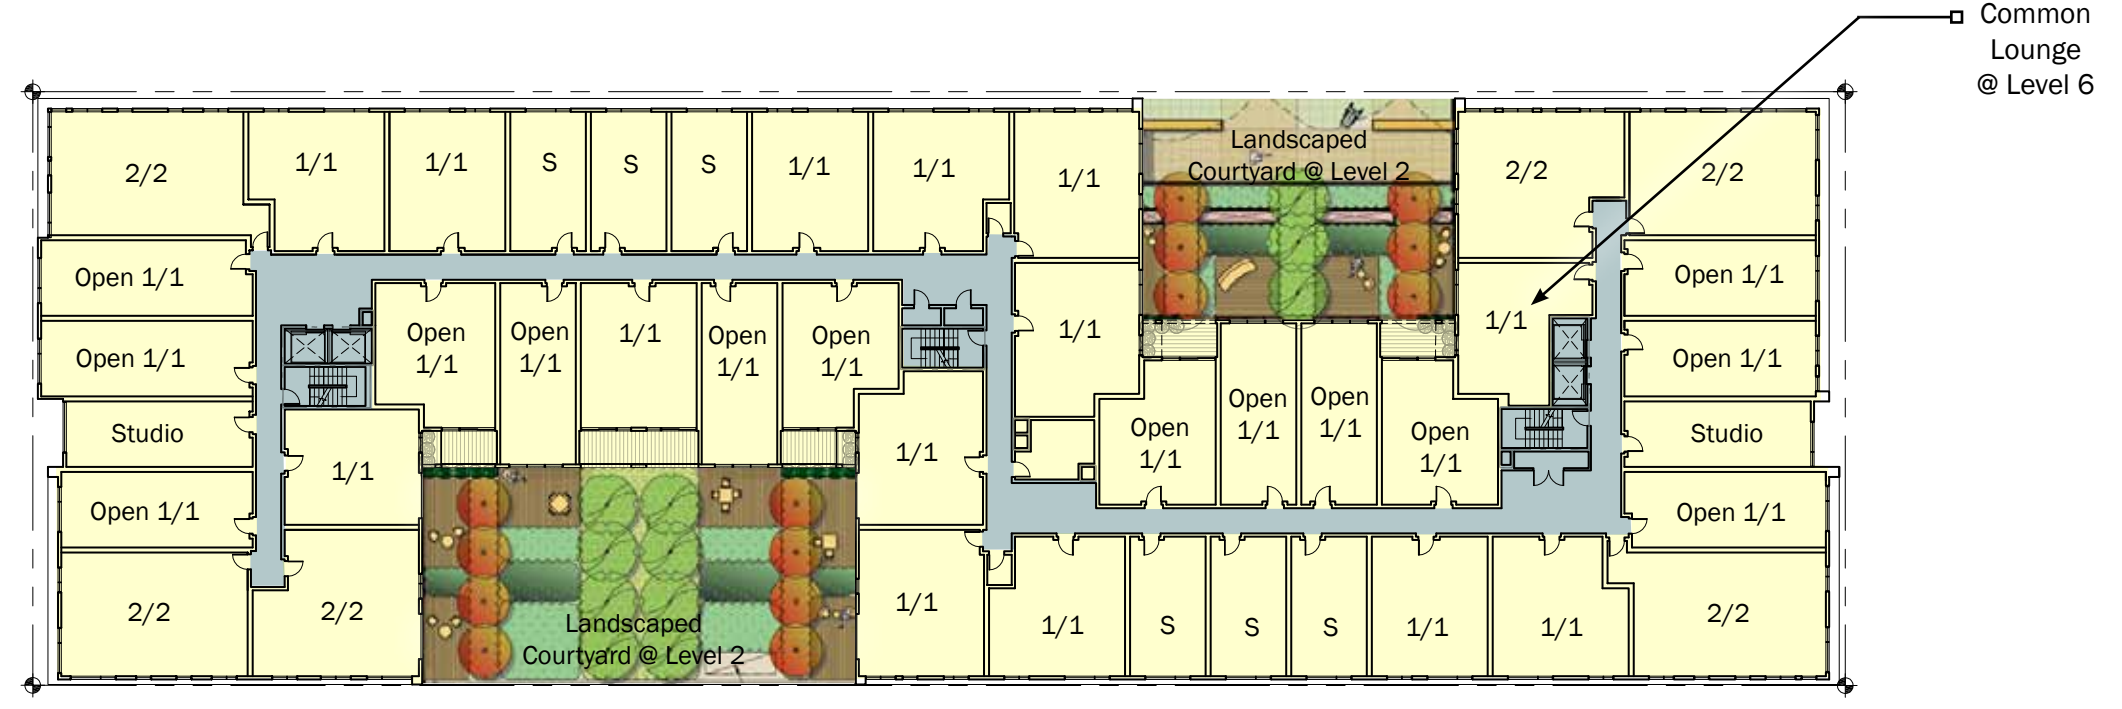 Common
Lounge
@ Level 6
2/2
1/1
1/1
S
S
S
1/1
1/1
1/1
Landscaped
Courtyard @ Level 2
2/2
2/2
Open 1/1
Open 1/1
Studio
Open 1/1
2/2
2/2
1/1
Open
1/1
Open
1/1
1/1
Open
1/1
Open
1/1
1/1
1/1
1/1
Open
1/1
Open
1/1
Open
1/1
Open
1/1
1/1
Open 1/1
Open 1/1
Studio
Open 1/1
2/2
Landscaped
Courtyard @ Level 2
1/1
S
S
S
1/1
1/1